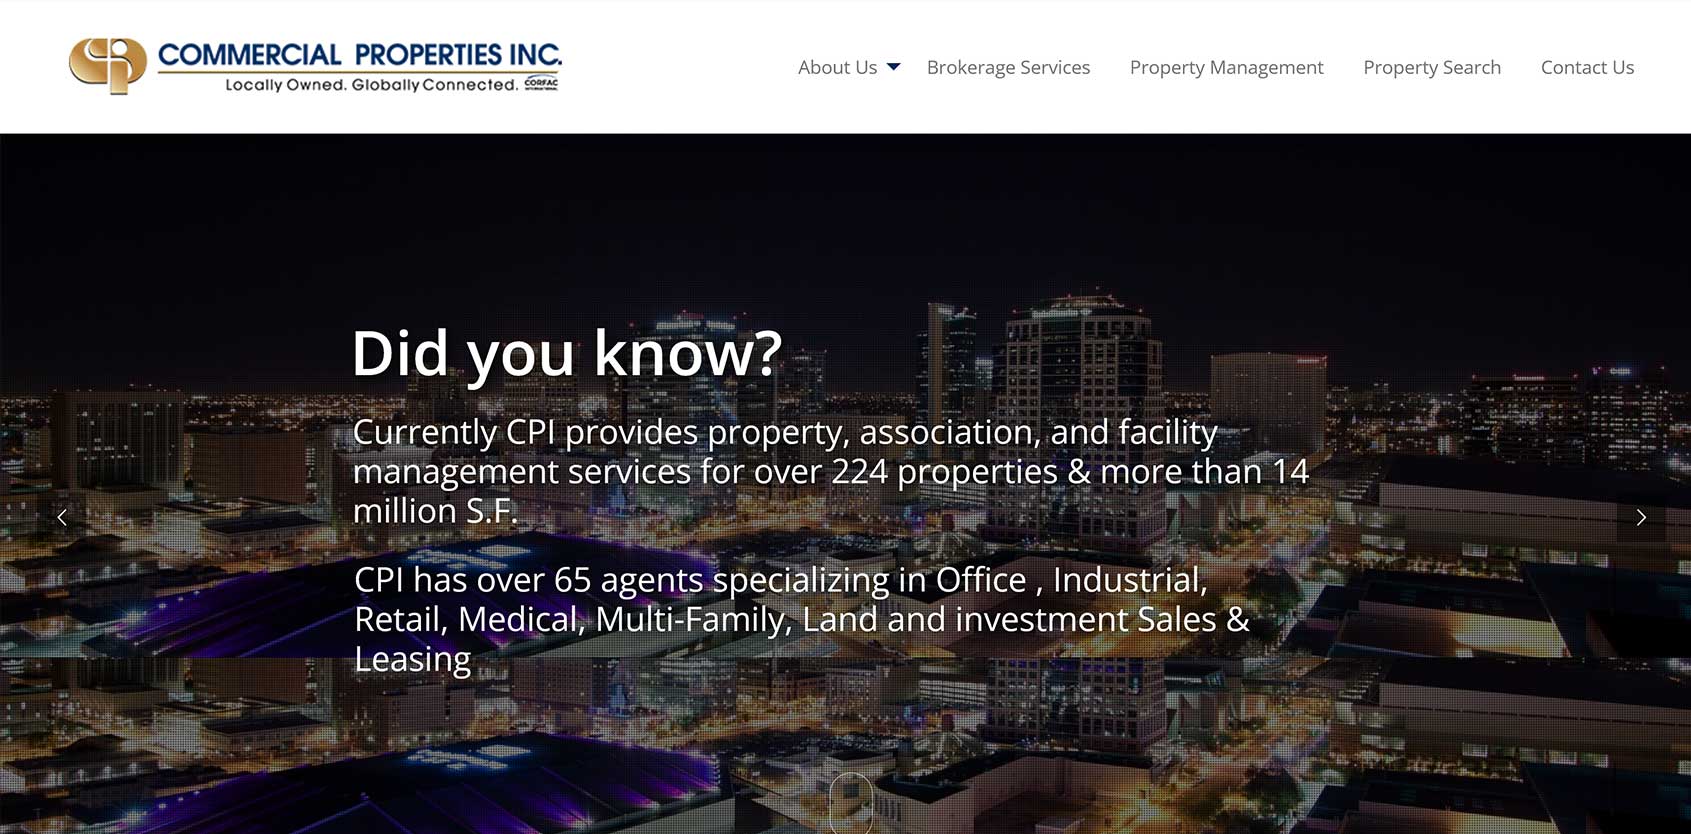 COMMERCIAL PROPERTIES INC.
Locally Owned. Globally Connected. CORFAC
INTERNATIONAL
About Us
Brokerage Services
Property Management
Property Search
Contact Us
Did you know?
Currently CPI provides property, association, and facility
management services for over 224 properties & more than 14
million S.F.
CPI has over 65 agents specializing in Office , Industrial,
Retail, Medical, Multi-Family, Land and investment Sales &
Leasing